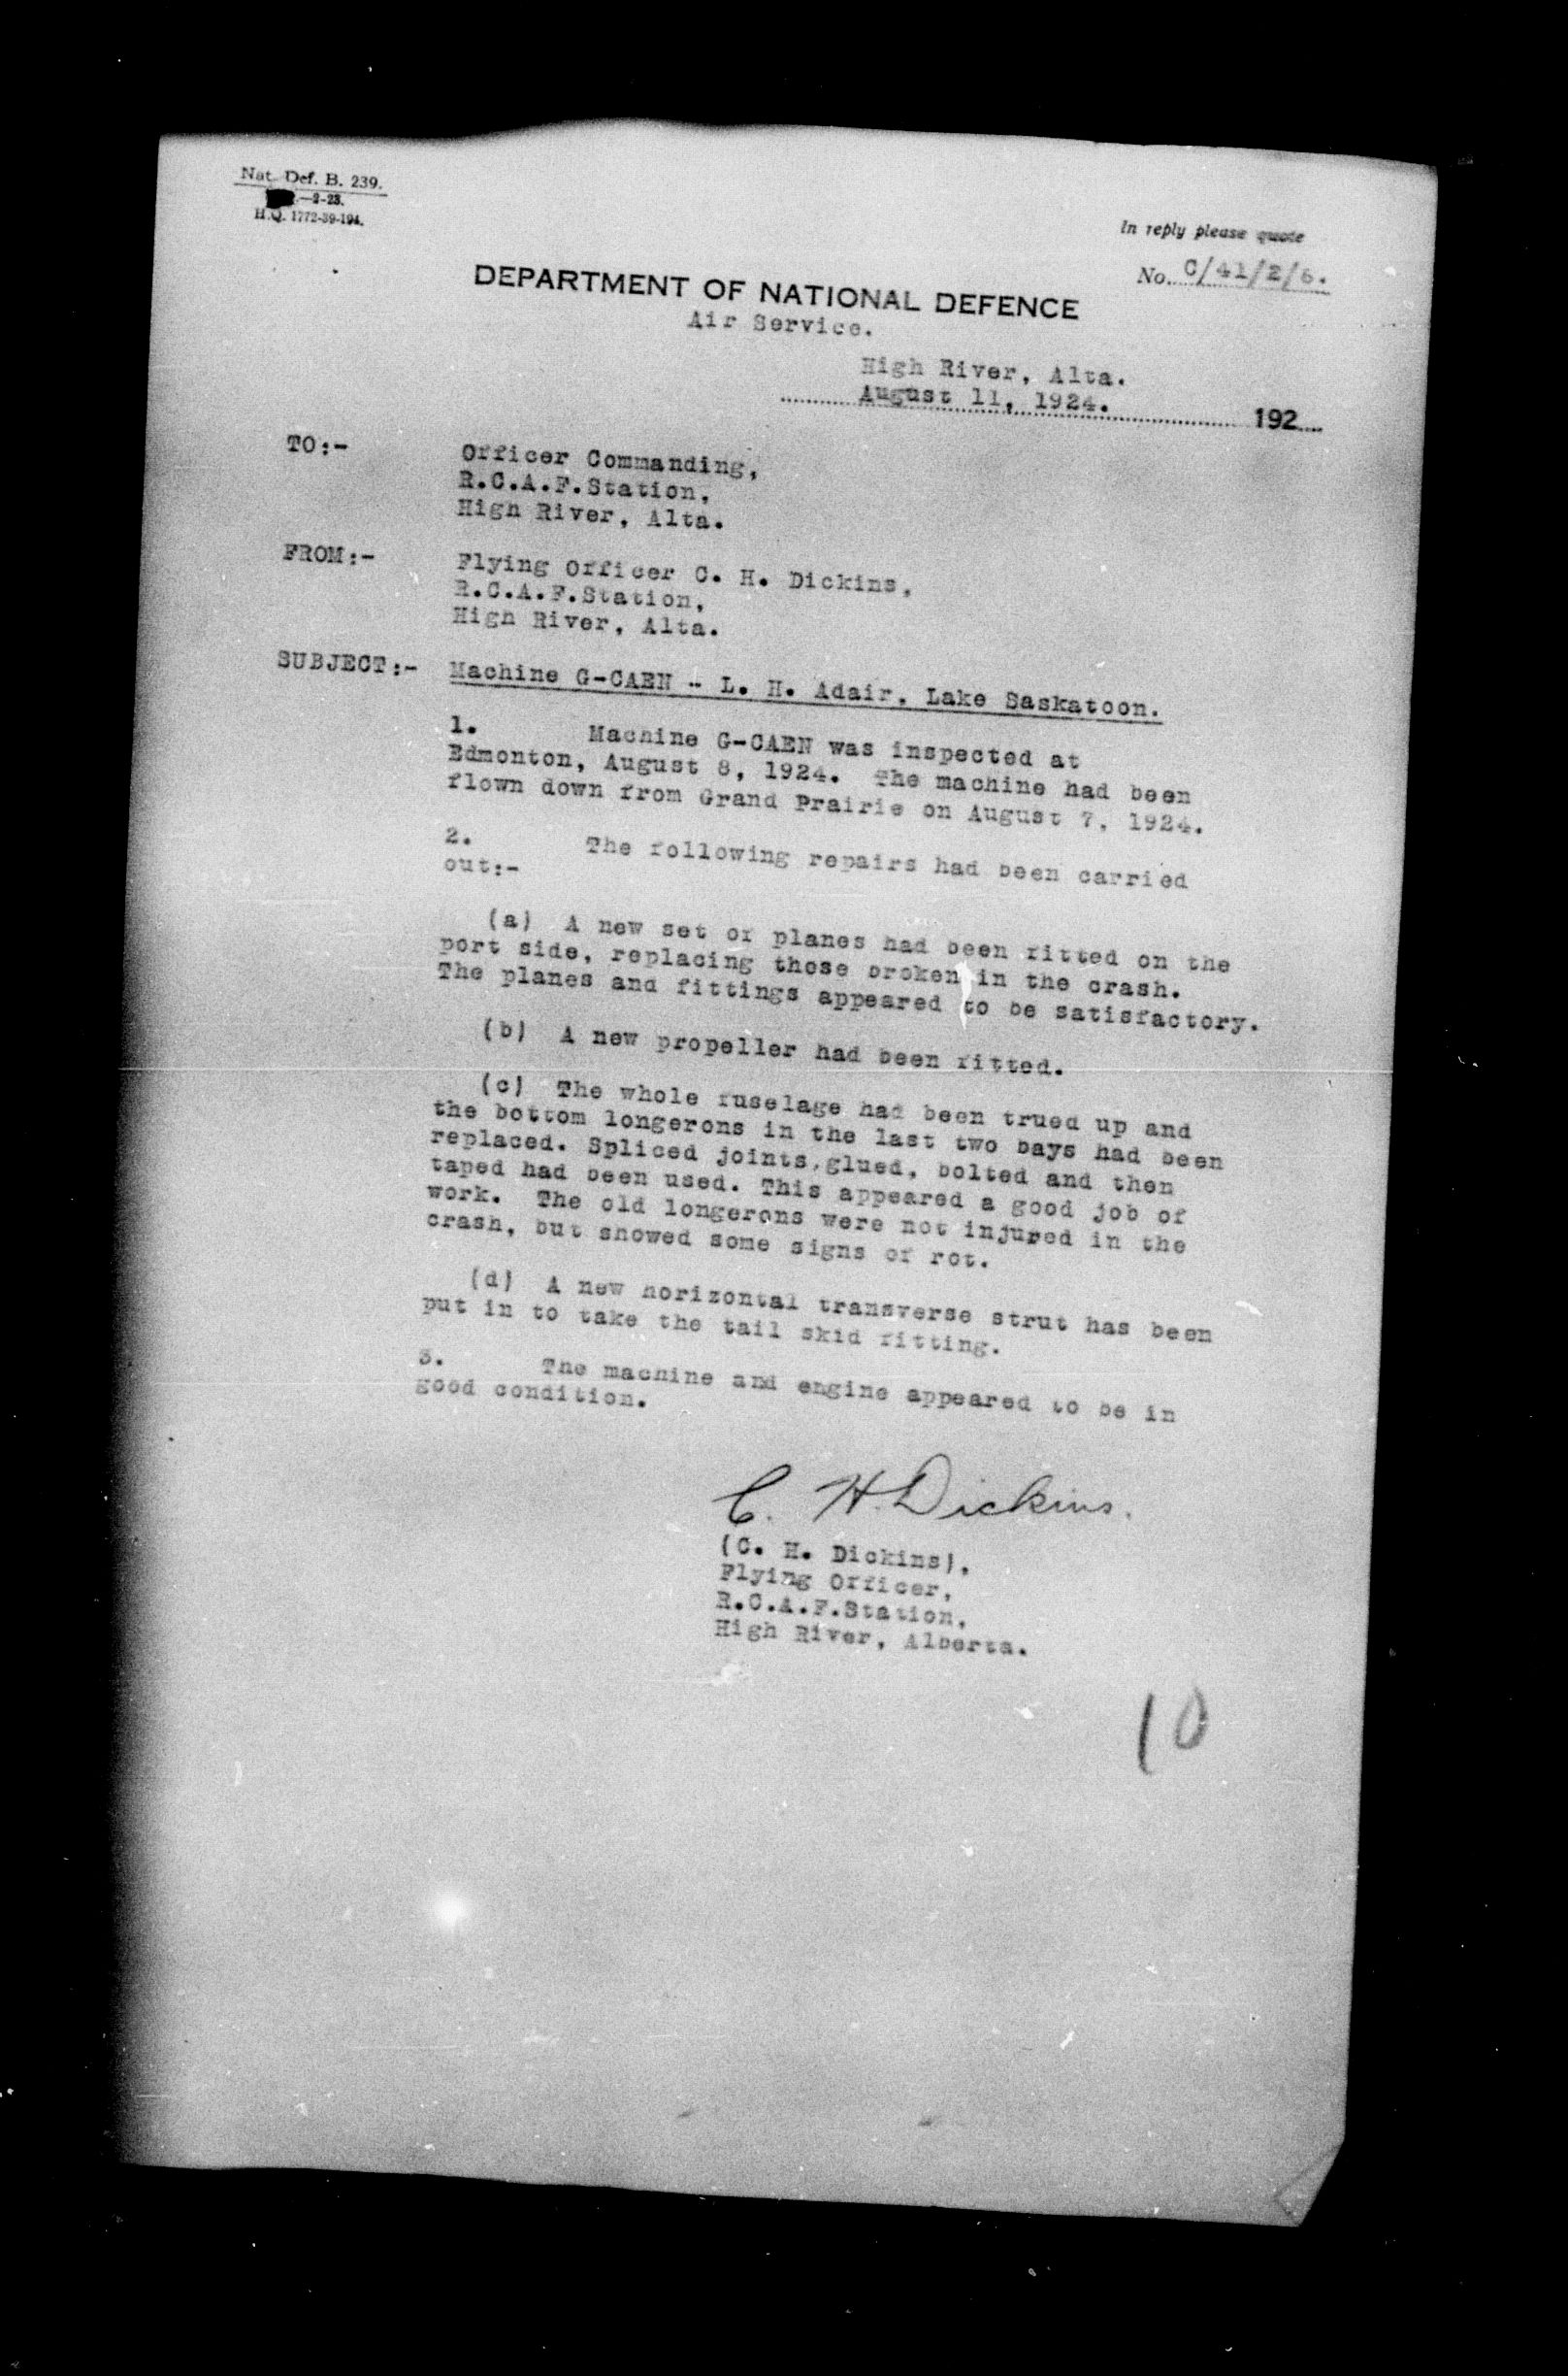 Nat. Def. B. 239.
—2-23.
H.Q. 1772-39-194.
In reply please quote
No. C/41/2/6.
DEPARTMENT OF NATIONAL DEFENCE
Air Service.
High River, Alta.
August 11, 1924. 192
TO:- Officer Commanding,
R.C.A.F.Station,
High River, Alta.
FROM:- Flying Officer C. H. Dickins,
R.C.A.F.Station,
High River, Alta.
SUBJECT:- Machine G-CAEN - L. H. Adair, Lake Saskatoon.
1. Machine G-CAEN was inspected at
Edmonton, August 8, 1924. The machine had been
flown down from Grand Prairie on August 7, 1924.
2. The following repairs had been carried
out:-
(a) A new set of planes had been fitted on the
port side, replacing those broken in the crash.
The planes and fittings appeared to be satisfactory.
(b) A new propeller had been fitted.
(c) The whole fuselage had been trued up and
the bottom longerons in the last two bays had been
replaced. Spliced joints,glued, bolted and then
taped had been used. This appeared a good job of
work. The old longerons were not injured in the
crash, but showed some signs of rot.
(d) A new horizontal transverse strut has been
put in to take the tail skid fitting.
3. The machine and engine appeared to be in
good condition.
C. H. Dickins.
(C. H. Dickins),
Flying Officer,
R.C.A.F.Station,
High River, Alberta.
10